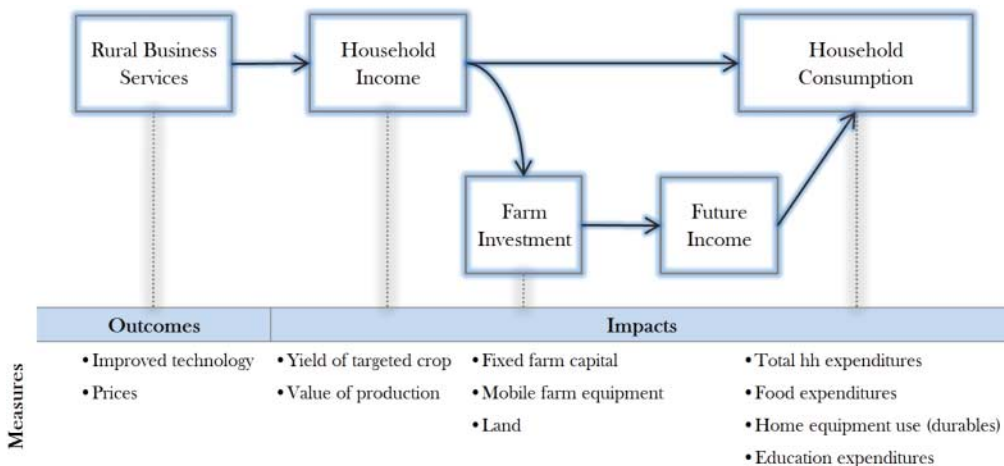 Rural Business
Services
Household
Income
Household
Consumption
Farm
Investment
Future
Income
Outcomes
Impacts
Measures
• Improved technology
• Prices
• Yield of targeted crop
• Value of production
• Fixed farm capital
• Mobile farm equipment
• Land
• Total hh expenditures
• Food expenditures
• Home equipment use (durables)
• Education expenditures